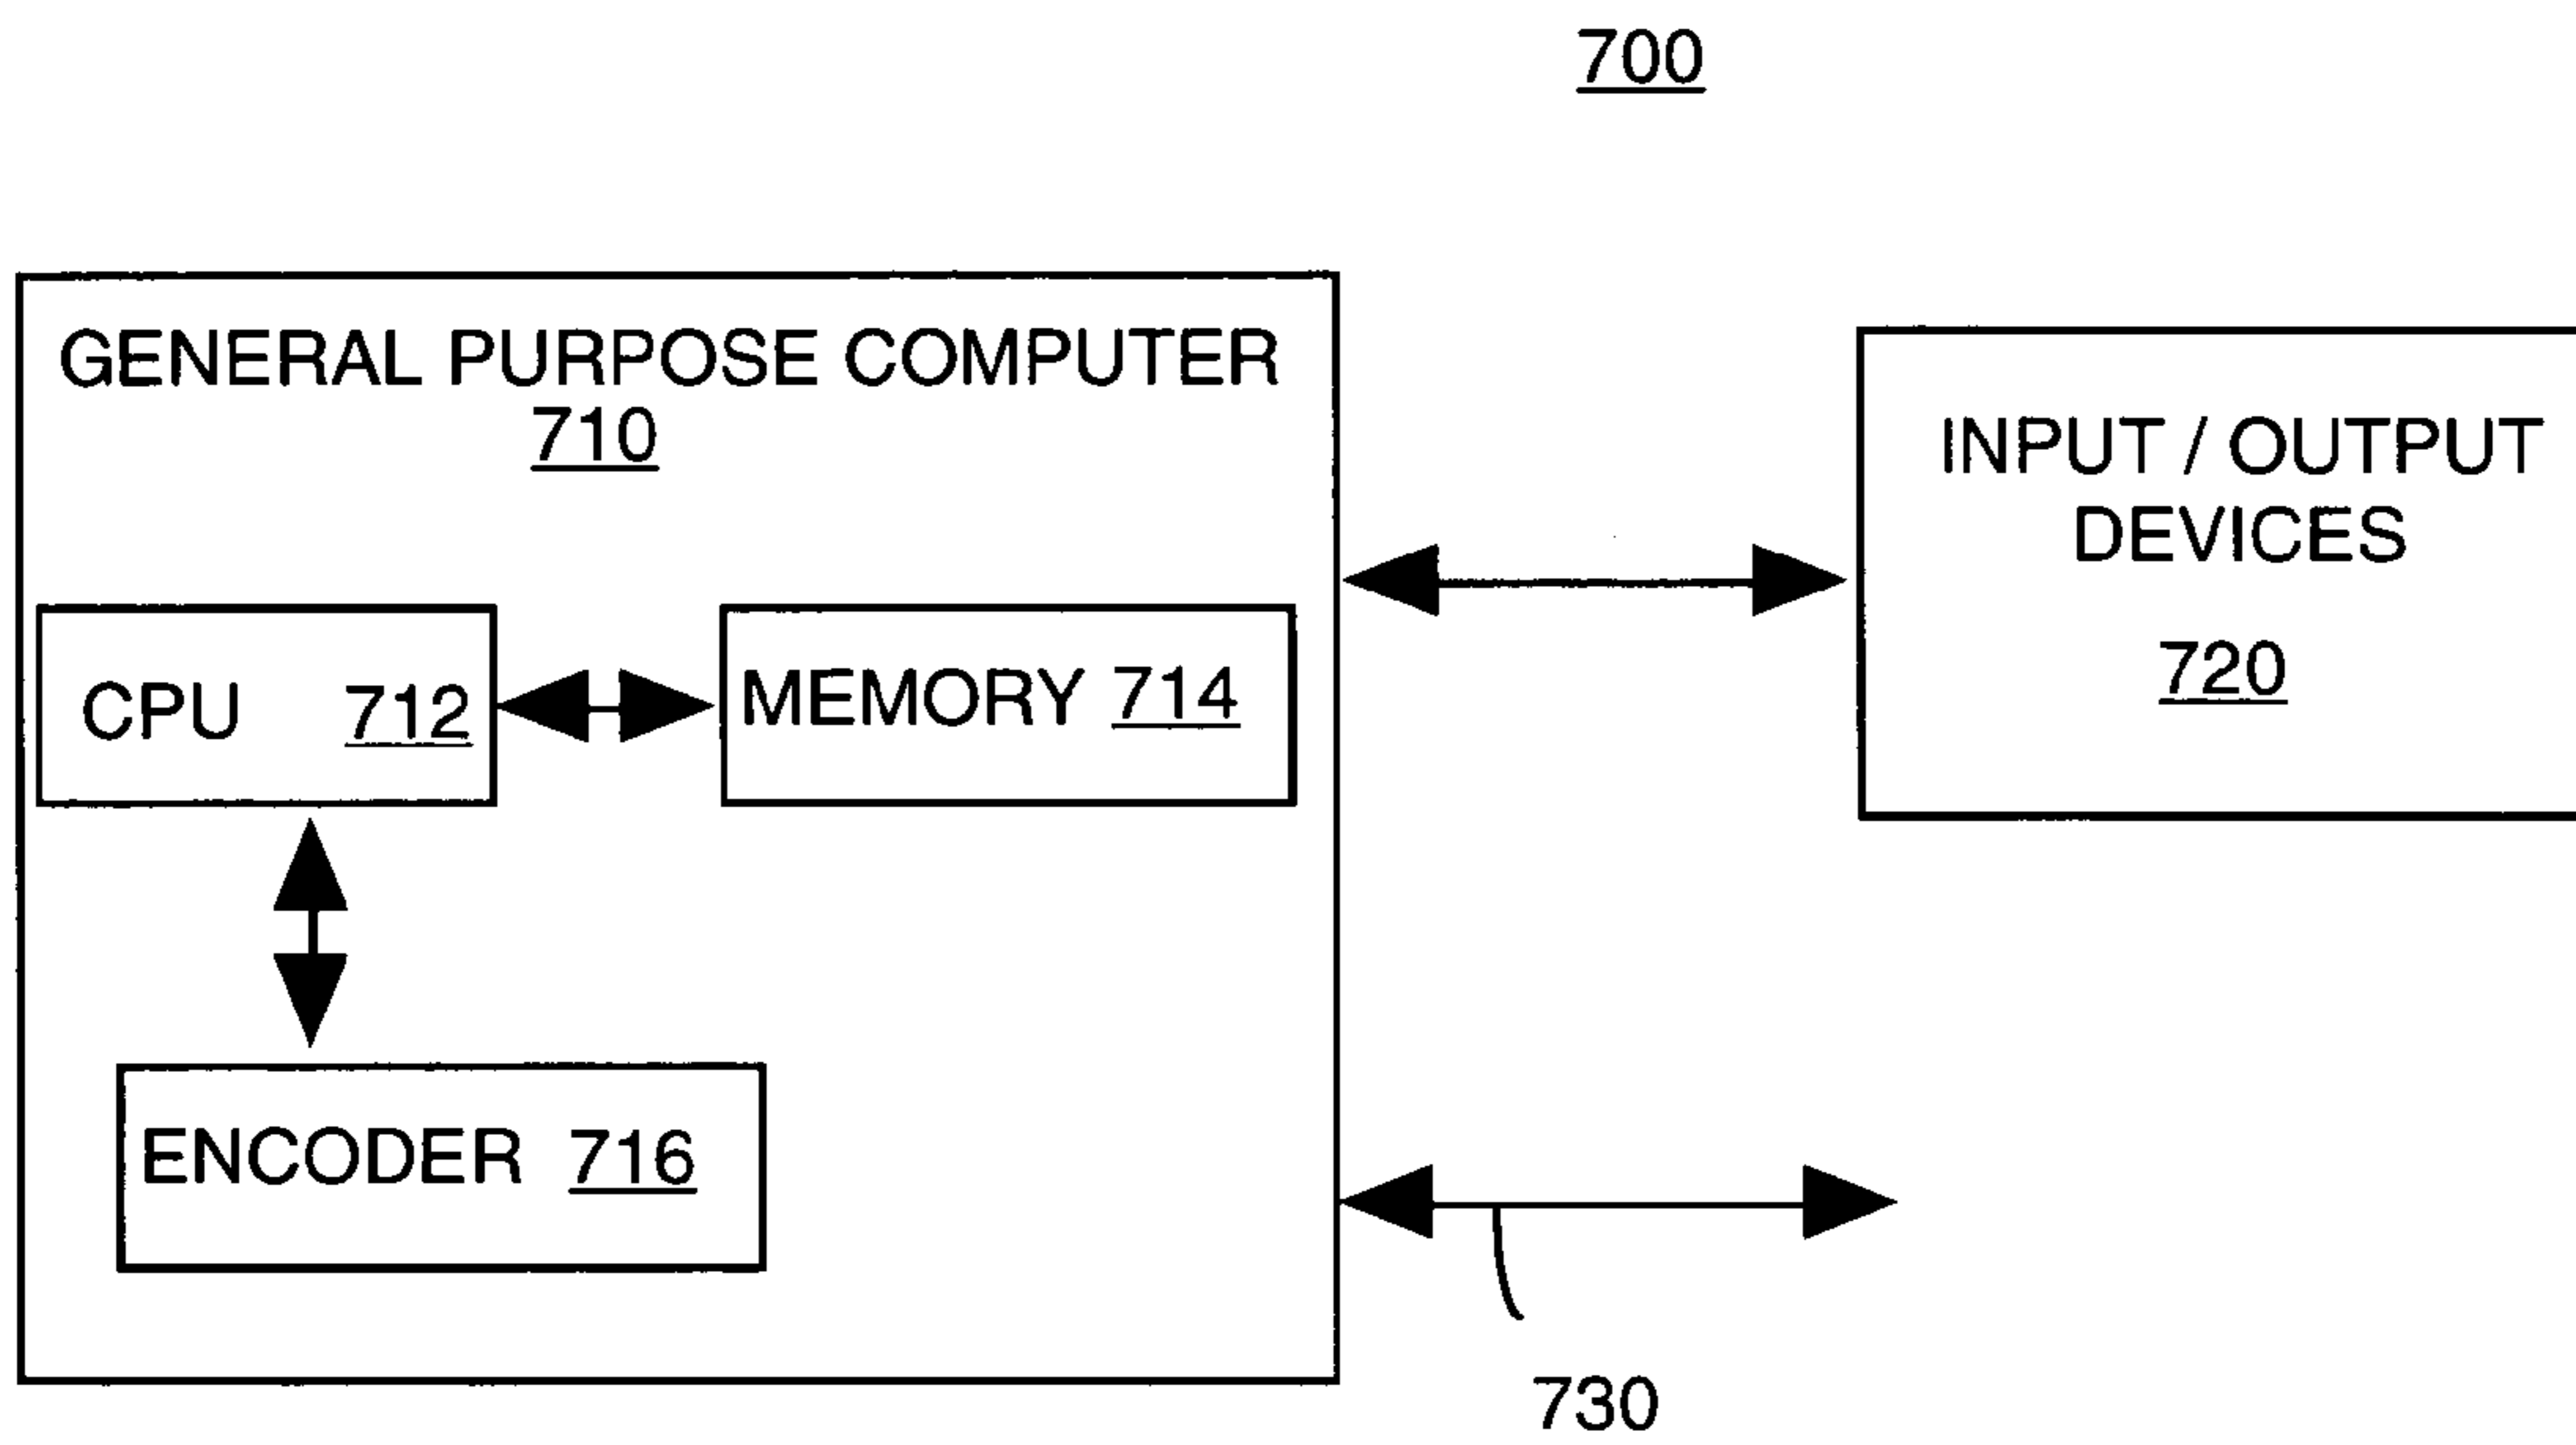 700
GENERAL PURPOSE COMPUTER
710
INPUT / OUTPUT
DEVICES
720
CPU 712
MEMORY 714
ENCODER 716
730